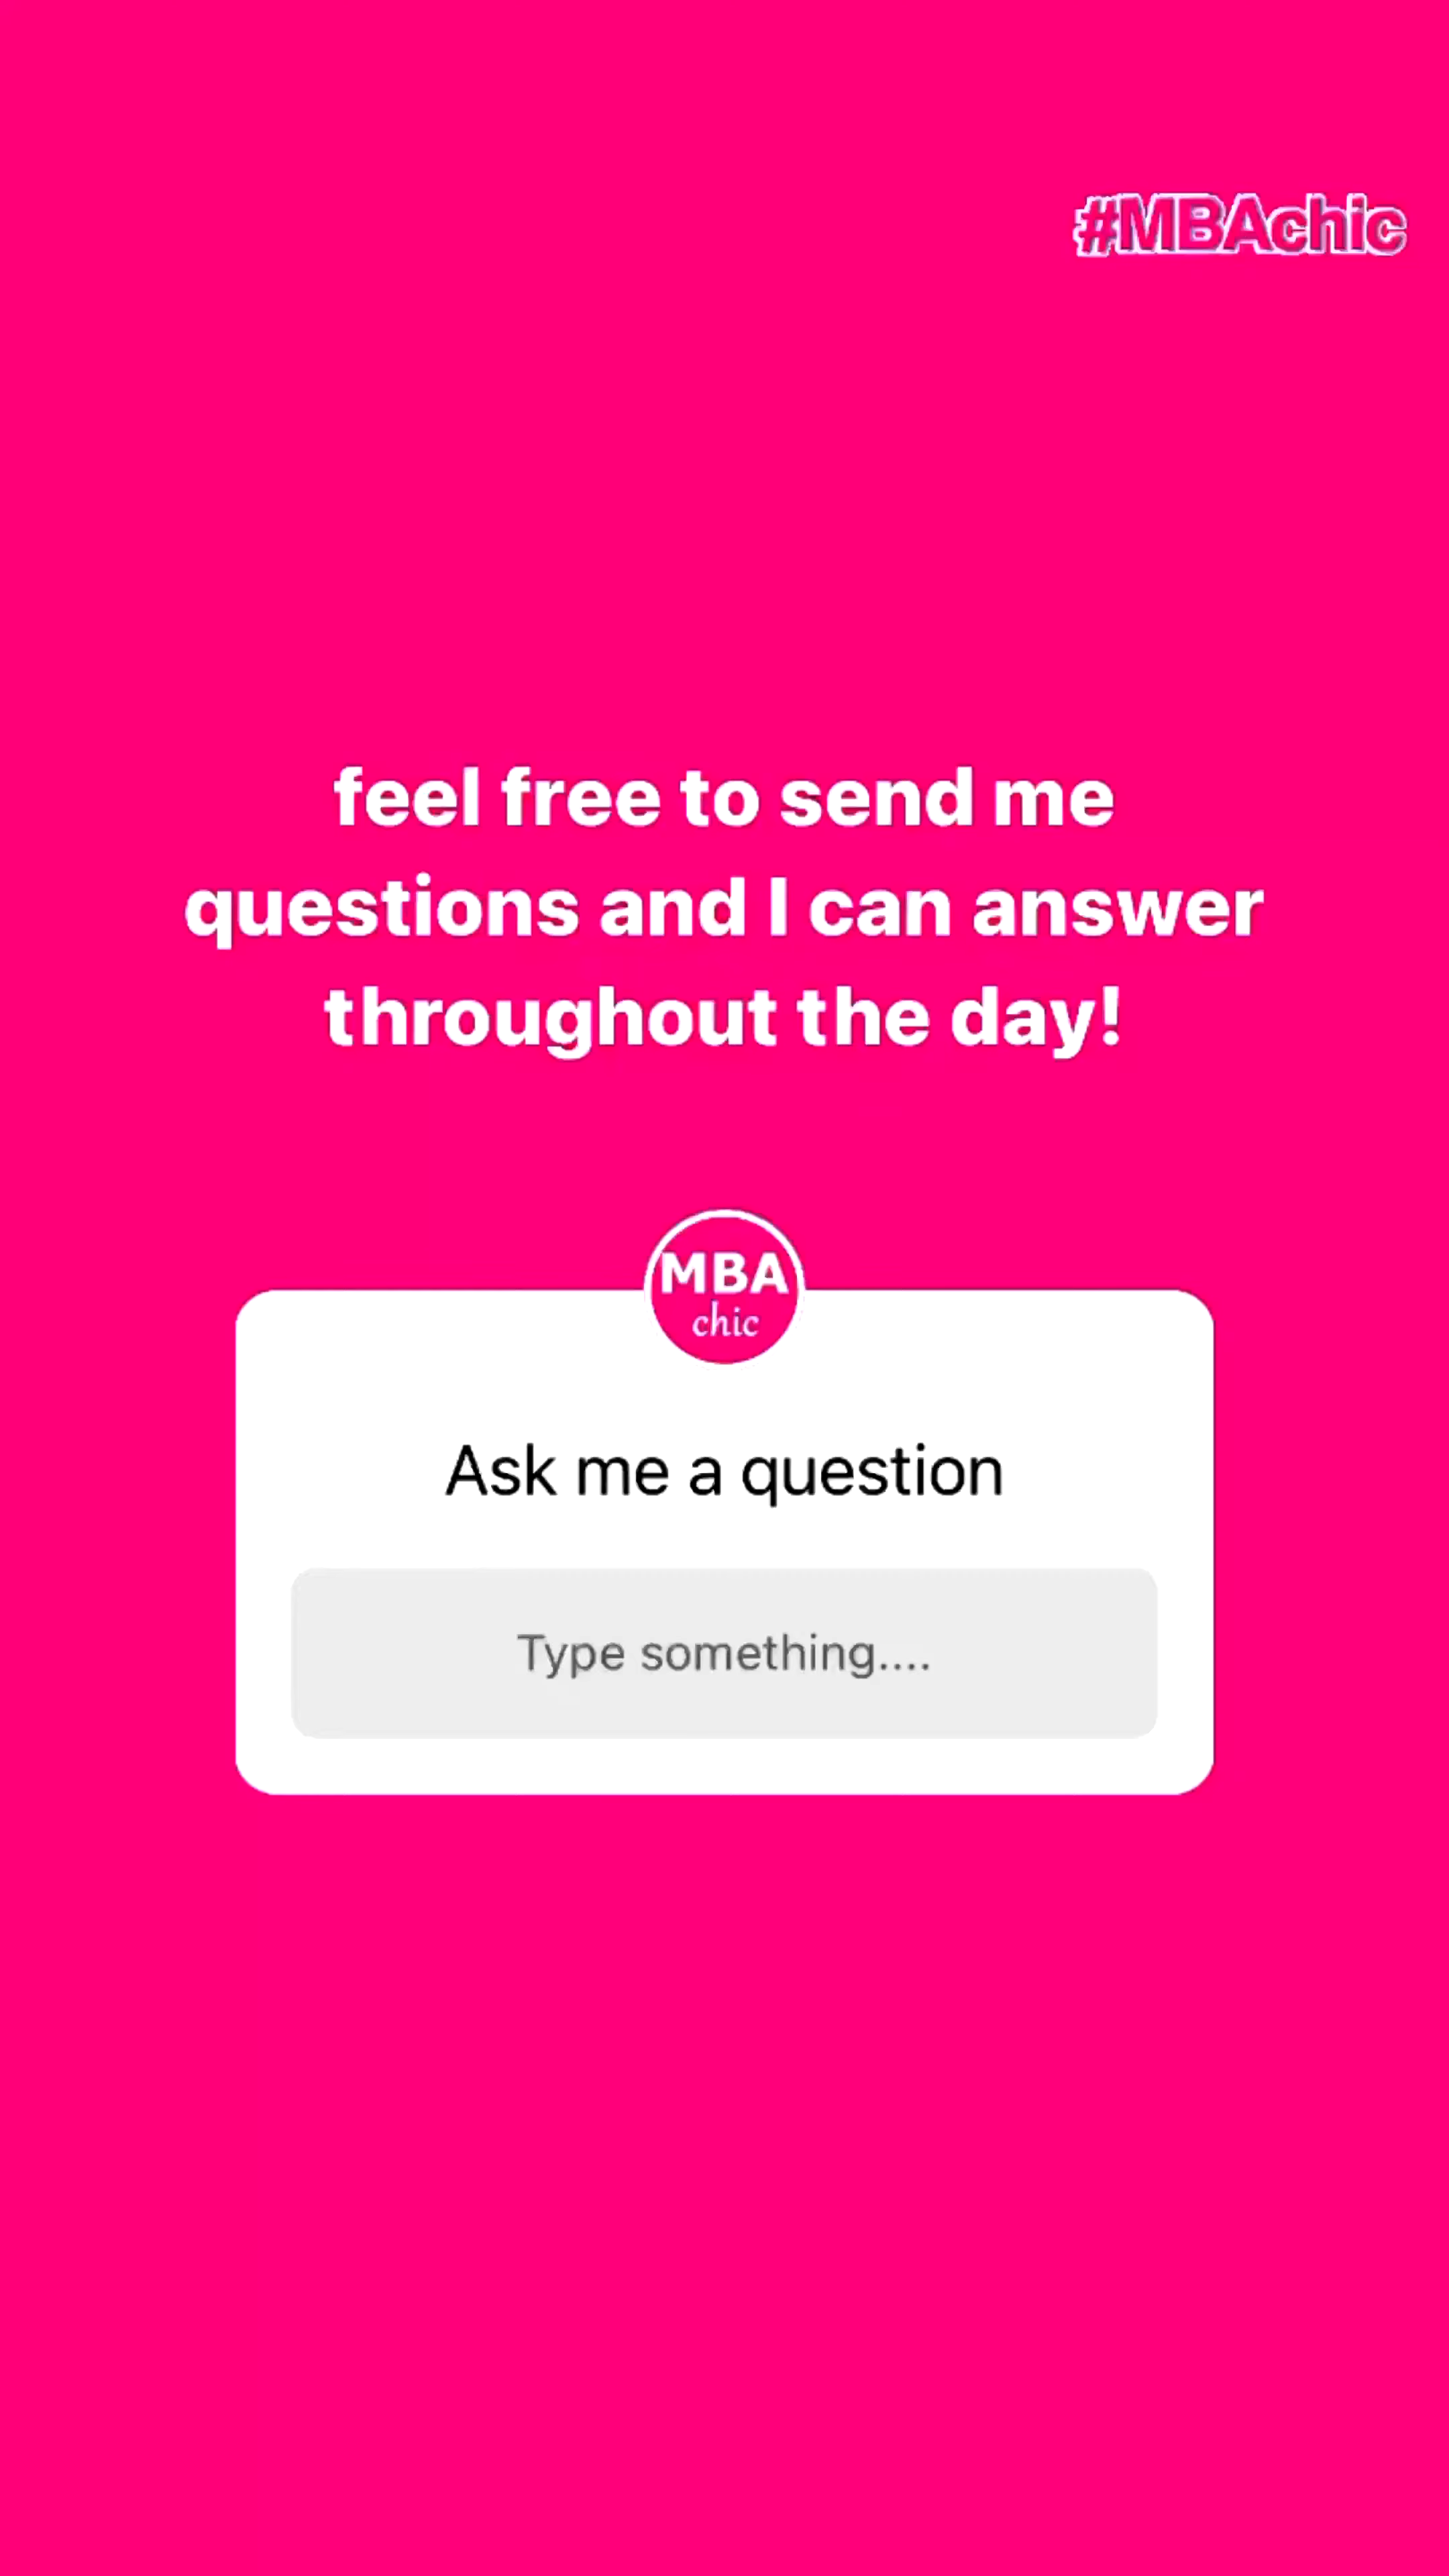 #MBAchic
feel free to send me
questions and I can answer
throughout the day!
MBA
chic
Ask me a question
Type something....